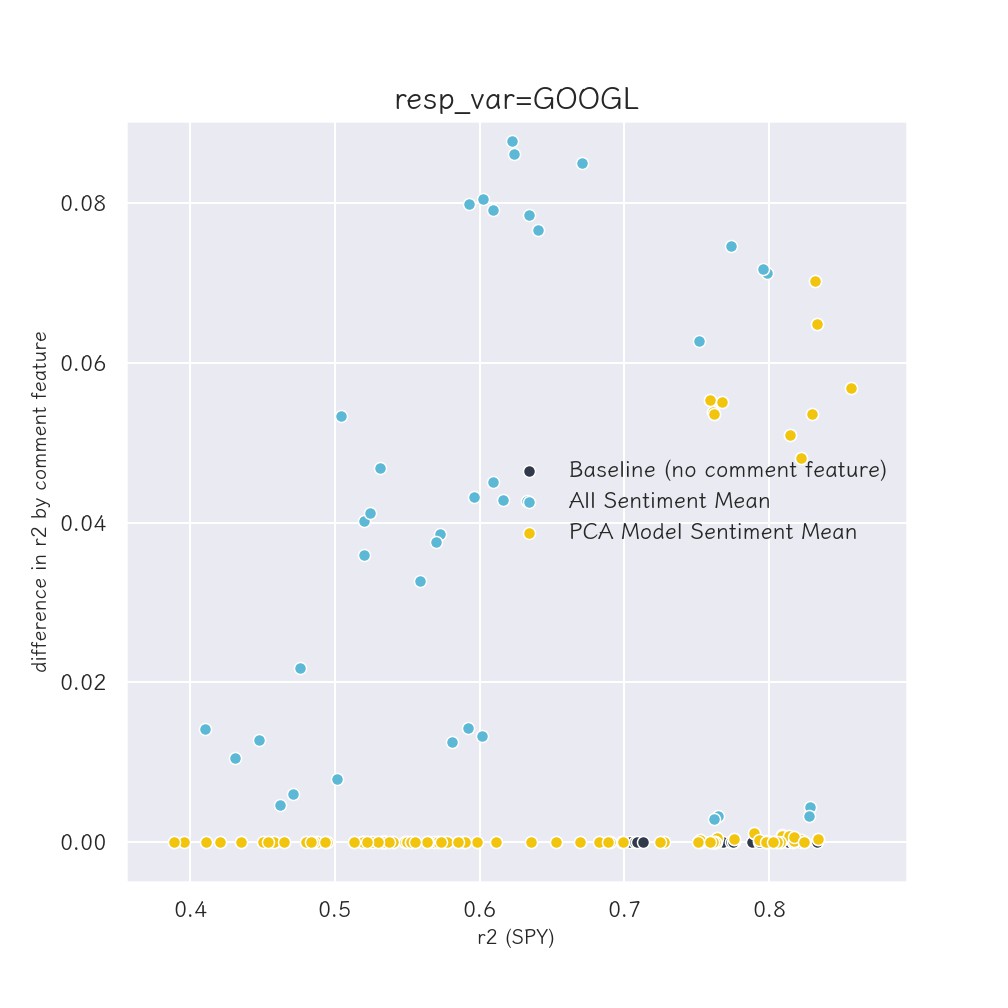 resp_var=GOOGL
difference in r2 by comment feature
0.08
0.06
0.04
0.02
0.00
Baseline (no comment feature)
All Sentiment Mean
PCA Model Sentiment Mean
0.4 0.5 0.6 0.7 0.8
r2 (SPY)